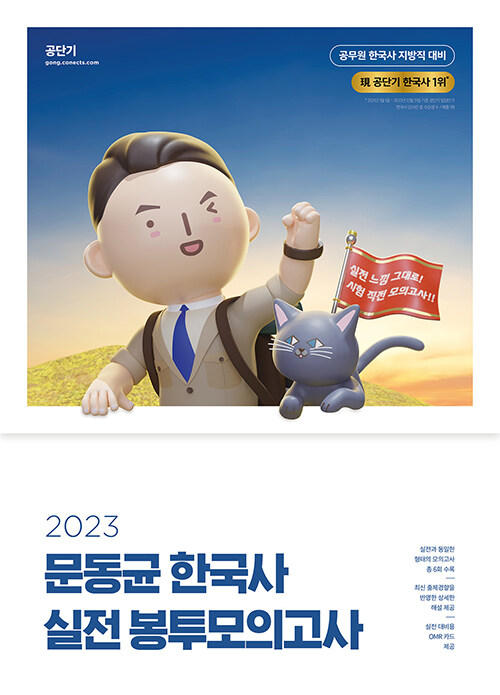 공단기
gong.conects.com
공무원 한국사 지방직 대비
現 공단기 한국사 1위*
실전 느낌 그대로!
시험 직전 모의고사!!
2023
문동균 한국사
실전 봉투모의고사
실전과 동일한
형태의 모의고사
총 6회 수록
최신 출제경향을
반영한 상세한
해설 제공
실전 대비용
OMR 카드
제공